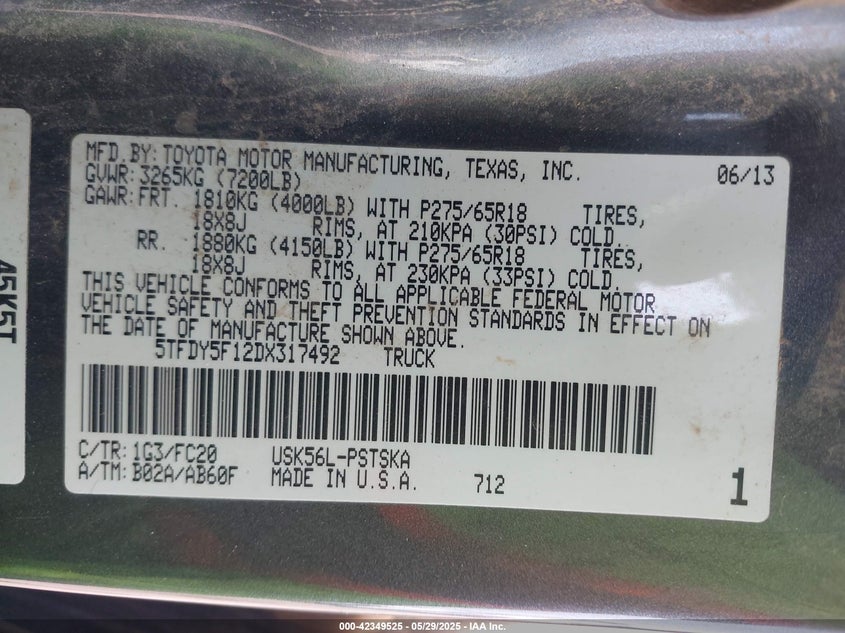 MFD.BY: TOYOTA MOTOR MANUFACTURING, TEXAS, INC. 06/13
GVWR: 3265KG (7200LB)
GAWR: FRT. 1810KG (4000LB) WITH P275/65R18 TIRES,
18X8J RIMS, AT 210KPA (30PSI) COLD.
RR. 1880KG (4150LB) WITH P275/65R18 TIRES,
18X8J RIMS, AT 230KPA (33PSI) COLD.
THIS VEHICLE CONFORMS TO ALL APPLICABLE FEDERAL MOTOR
VEHICLE SAFETY AND THEFT PREVENTION STANDARDS IN EFFECT ON
THE DATE OF MANUFACTURE SHOWN ABOVE.
5TFDY5F12DX317492 TRUCK
C/TR: 1G3/FC20 USK56L-PSTSKA
A/TM: B02A/AB60F MADE IN U.S.A. 712 1
45K5T
000-42349525 - 05/29/2025 - IAA Inc.